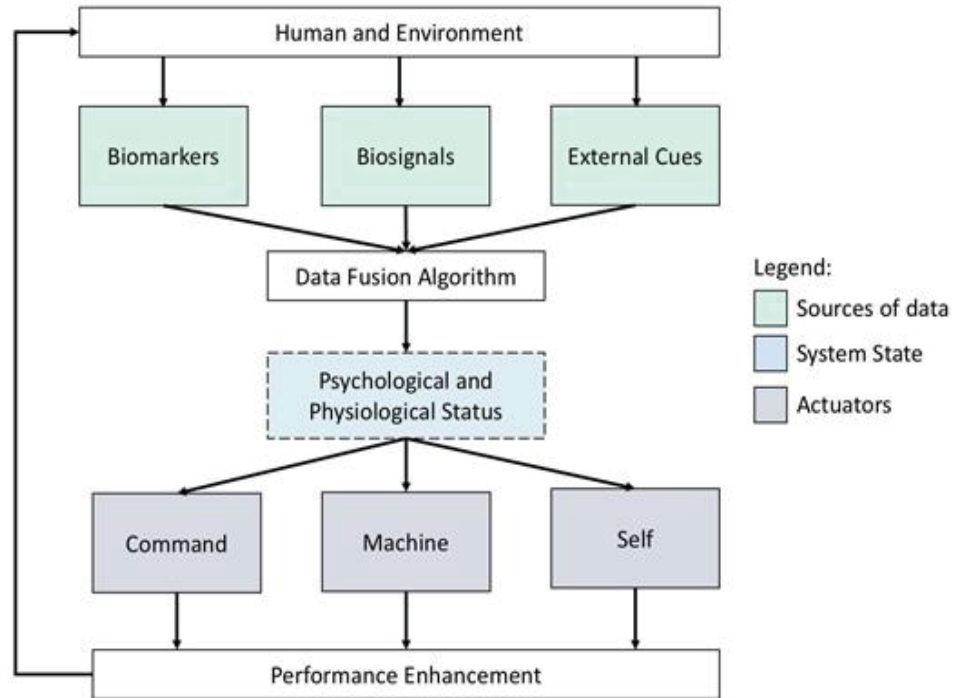 Human and Environment
Biomarkers
Biosignals
External Cues
Data Fusion Algorithm
Psychological and
Physiological Status
Command
Machine
Self
Performance Enhancement
Legend:
Sources of data
System State
Actuators